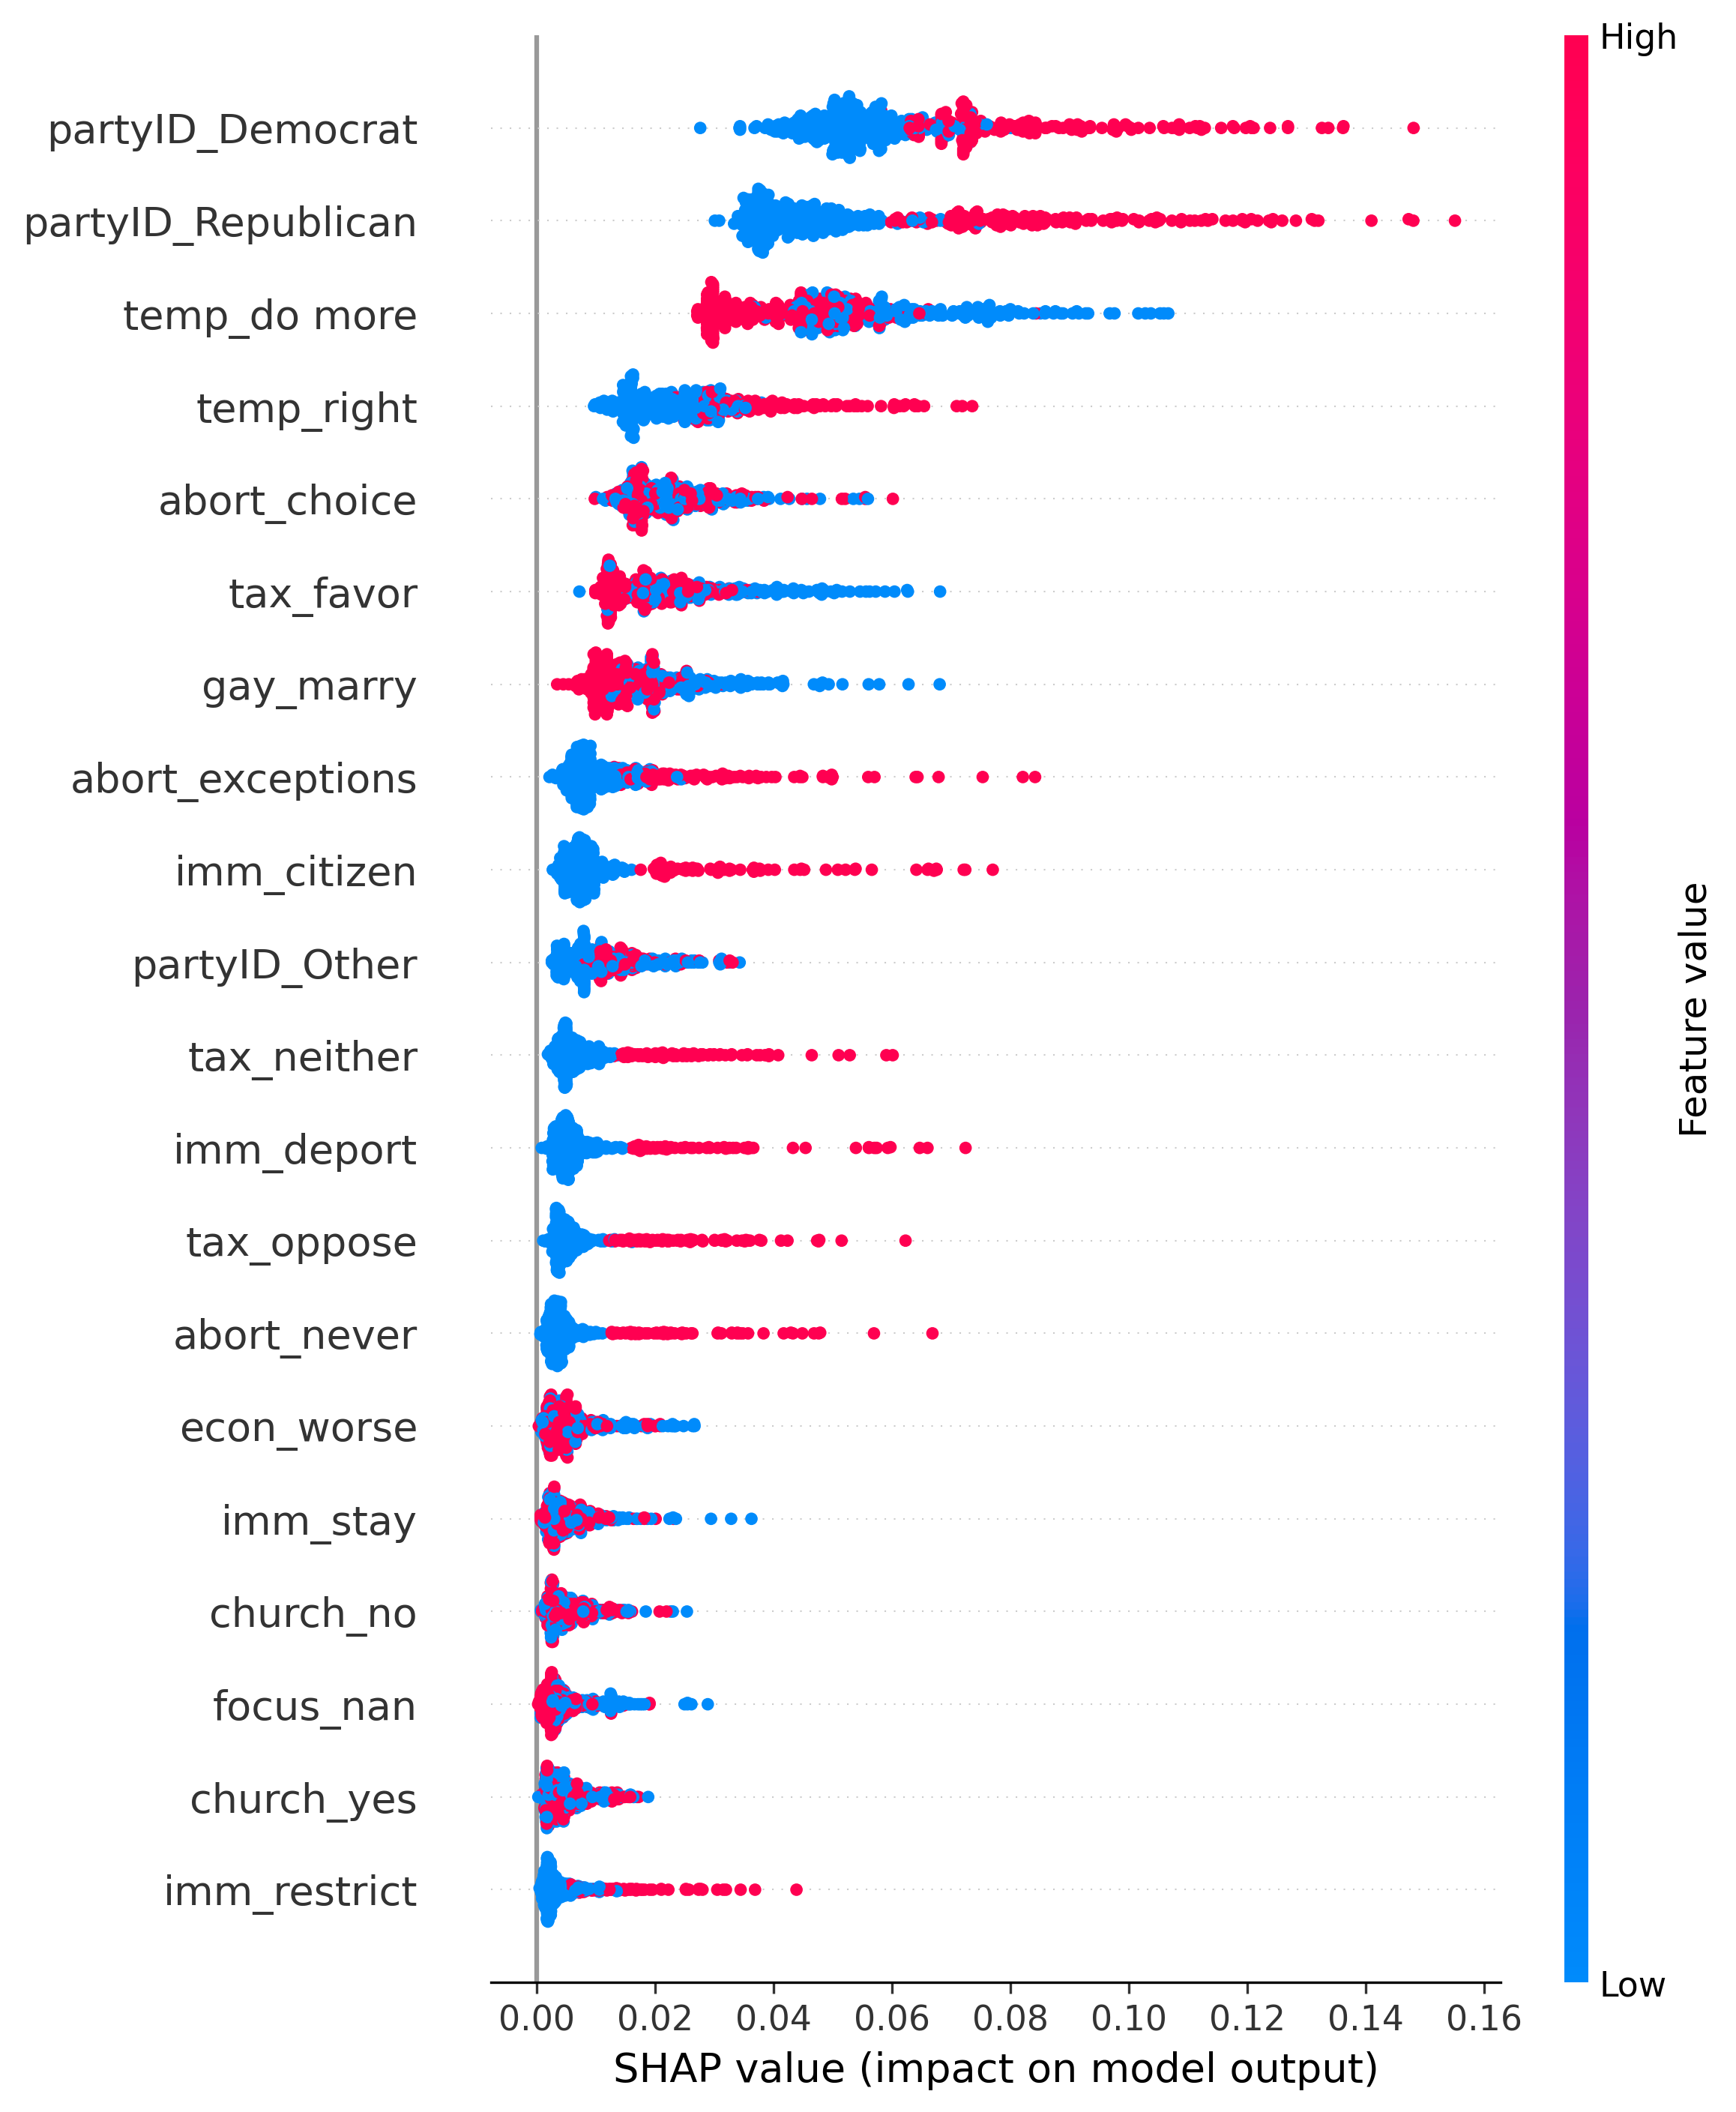 High
partyID_Democrat
partyID_Republican
temp_do more
temp_right
abort_choice
tax_favor
gay_marry
abort_exceptions
imm_citizen
partyID_Other
tax_neither
imm_deport
tax_oppose
abort_never
econ_worse
imm_stay
church_no
focus_nan
church_yes
imm_restrict
Feature value
Low
0.00 0.02 0.04 0.06 0.08 0.10 0.12 0.14 0.16
SHAP value (impact on model output)